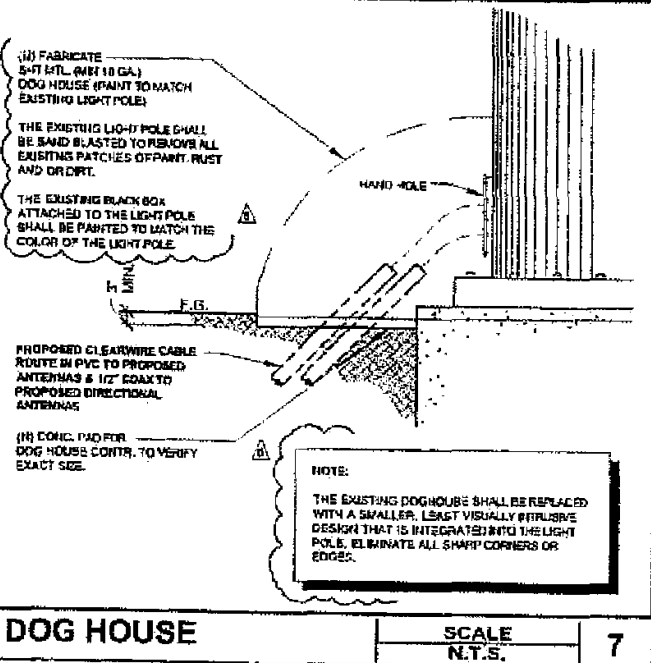 (N) FABRICATE
SHT MTL. (MIN 10 GA.)
DOG HOUSE (PAINT TO MATCH
EXISTING LIGHT POLE)
THE EXISTING LIGHT POLE SHALL
BE SAND BLASTED TO REMOVE ALL
EXISITNG PATCHES OF PAINT, RUST
AND OR DIRT.
THE EXISTING BLACK BOX
ATTACHED TO THE LIGHT POLE
SHALL BE PAINTED TO MATCH THE
COLOR OF THE LIGHT POLE.
HAND HOLE
MIN.
F.G.
PROPOSED CLEARWIRE CABLE
ROUTE IN PVC TO PROPOSED
ANTENNAS & 1/2" COAX TO
PROPOSED DIRECTIONAL
ANTENNAS
(N) CONC. PAD FOR
DOG HOUSE CONTR. TO VERIFY
EXACT SIZE.
NOTE:
THE EXISTING DOGHOUSE SHALL BE REPLACED
WITH A SMALLER, LEAST VISUALLY INTRUSIVE
DESIGN THAT IS INTEGRATED INTO THE LIGHT
POLE, ELIMINATE ALL SHARP CORNERS OR
EDGES.
DOG HOUSE
SCALE
N.T.S.
7